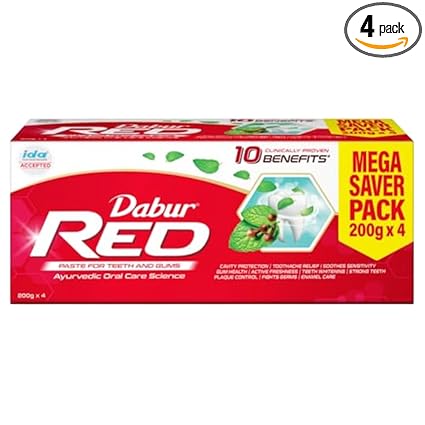 4 pack
amazon
ida
ACCEPTED
10 CLINICALLY PROVEN
BENEFITS*
Dabur®
RED
PASTE FOR TEETH AND GUMS
Ayurvedic Oral Care Science
CAVITY PROTECTION | TOOTHACHE RELIEF | SOOTHES SENSITIVITY
GUM HEALTH | ACTIVE FRESHNESS | TEETH WHITENING | STRONG TEETH
PLAQUE CONTROL | FIGHTS GERMS | ENAMEL CARE
MEGA
SAVER
PACK
200g x 4
200g x 4